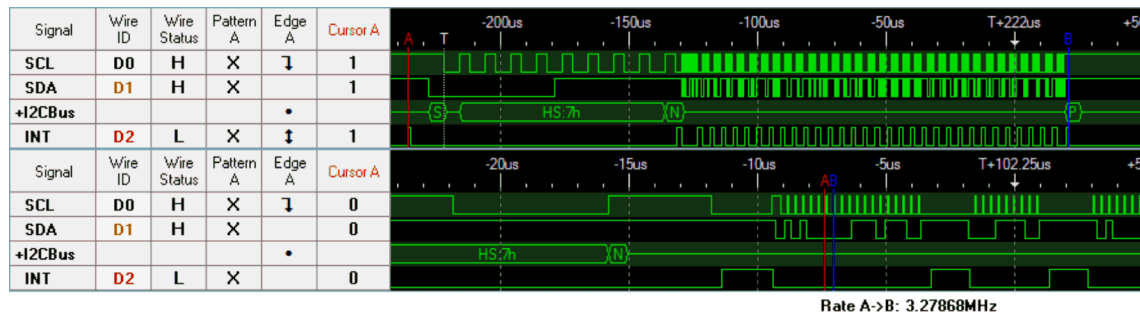 Signal Wire ID Wire Status Pattern A Edge A Cursor A -200us -150us -100us -50us T+222us +50
A T B
SCL D0 H X 1
SDA D1 H X 1
+I2CBus • S HS:7h N P
INT D2 L X 1
Signal Wire ID Wire Status Pattern A Edge A Cursor A -20us -15us -10us -5us T+102.25us +5
A B
SCL D0 H X 0
SDA D1 H X 0
+I2CBus • HS:7h N
INT D2 L X 0
Rate A->B: 3.27868MHz